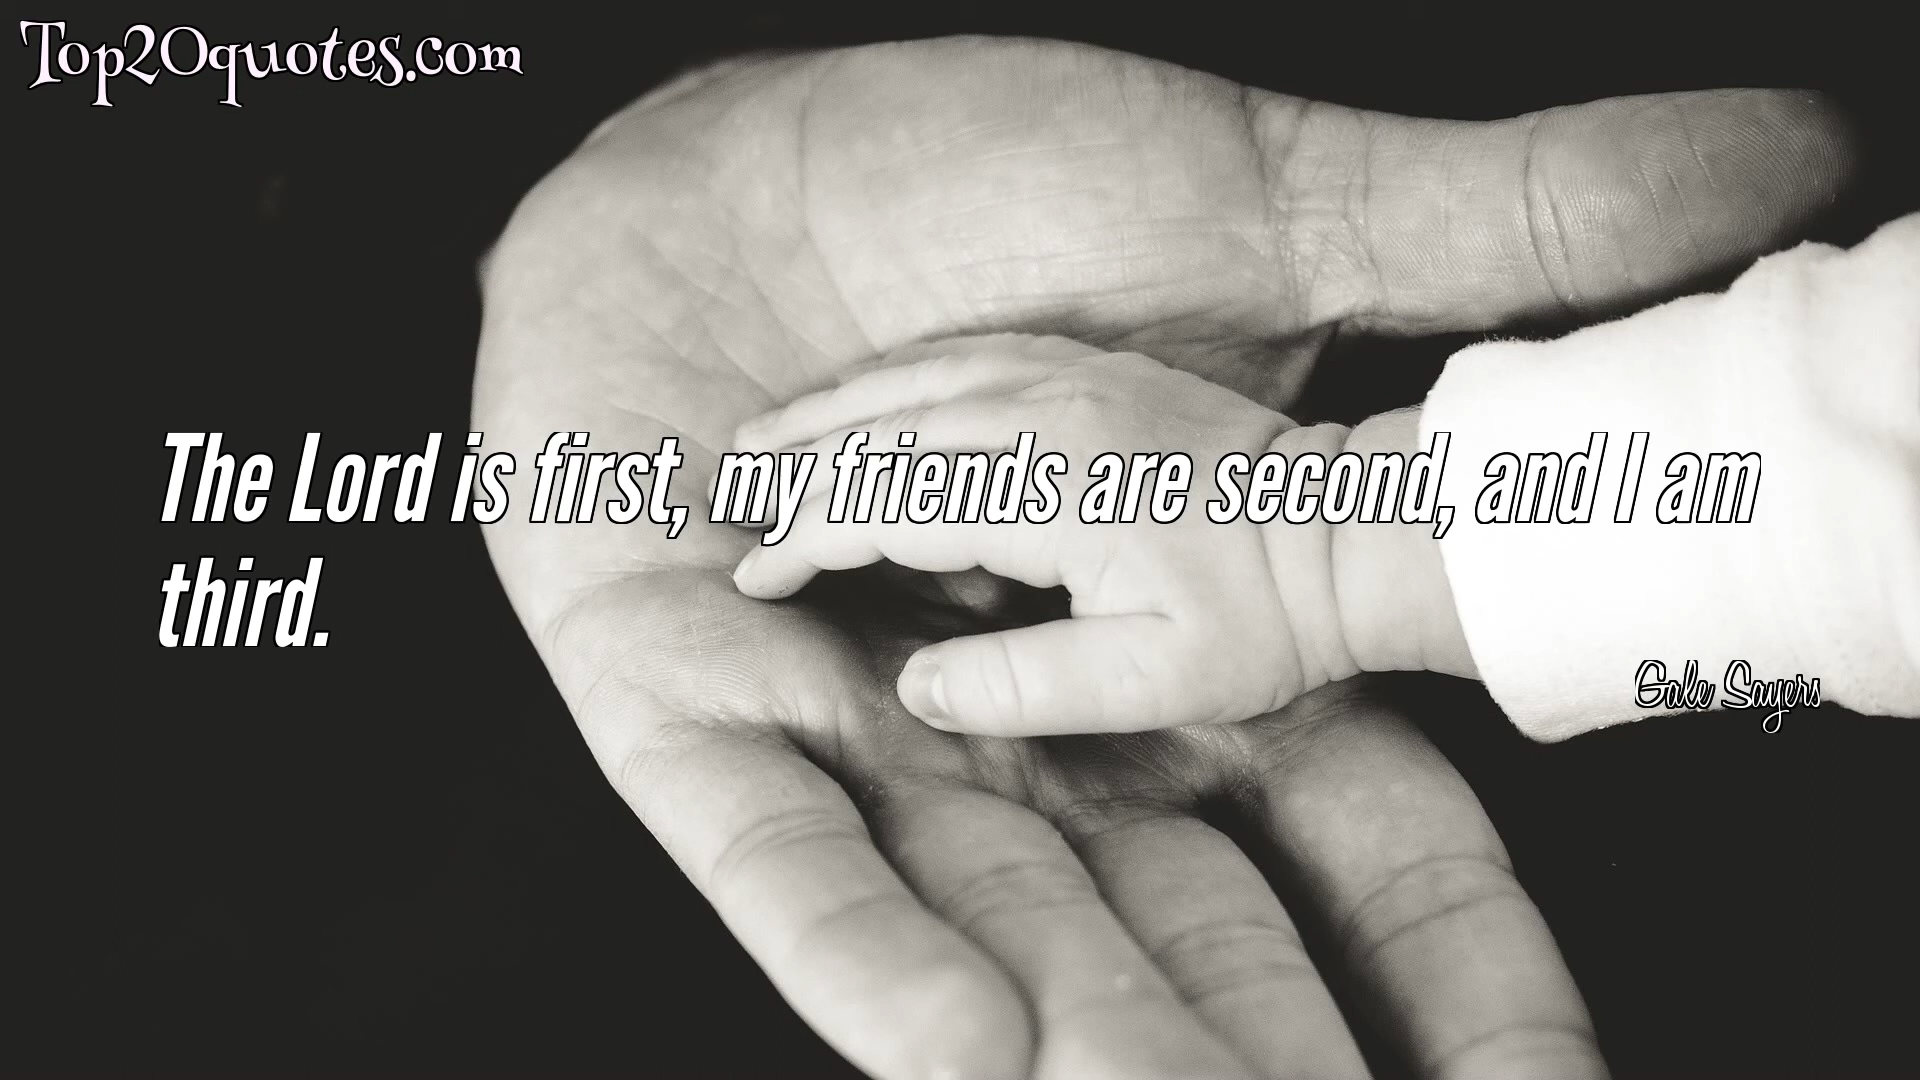 Top20quotes.com
The Lord is first, my friends are second, and I am
third.
Gale Sayers